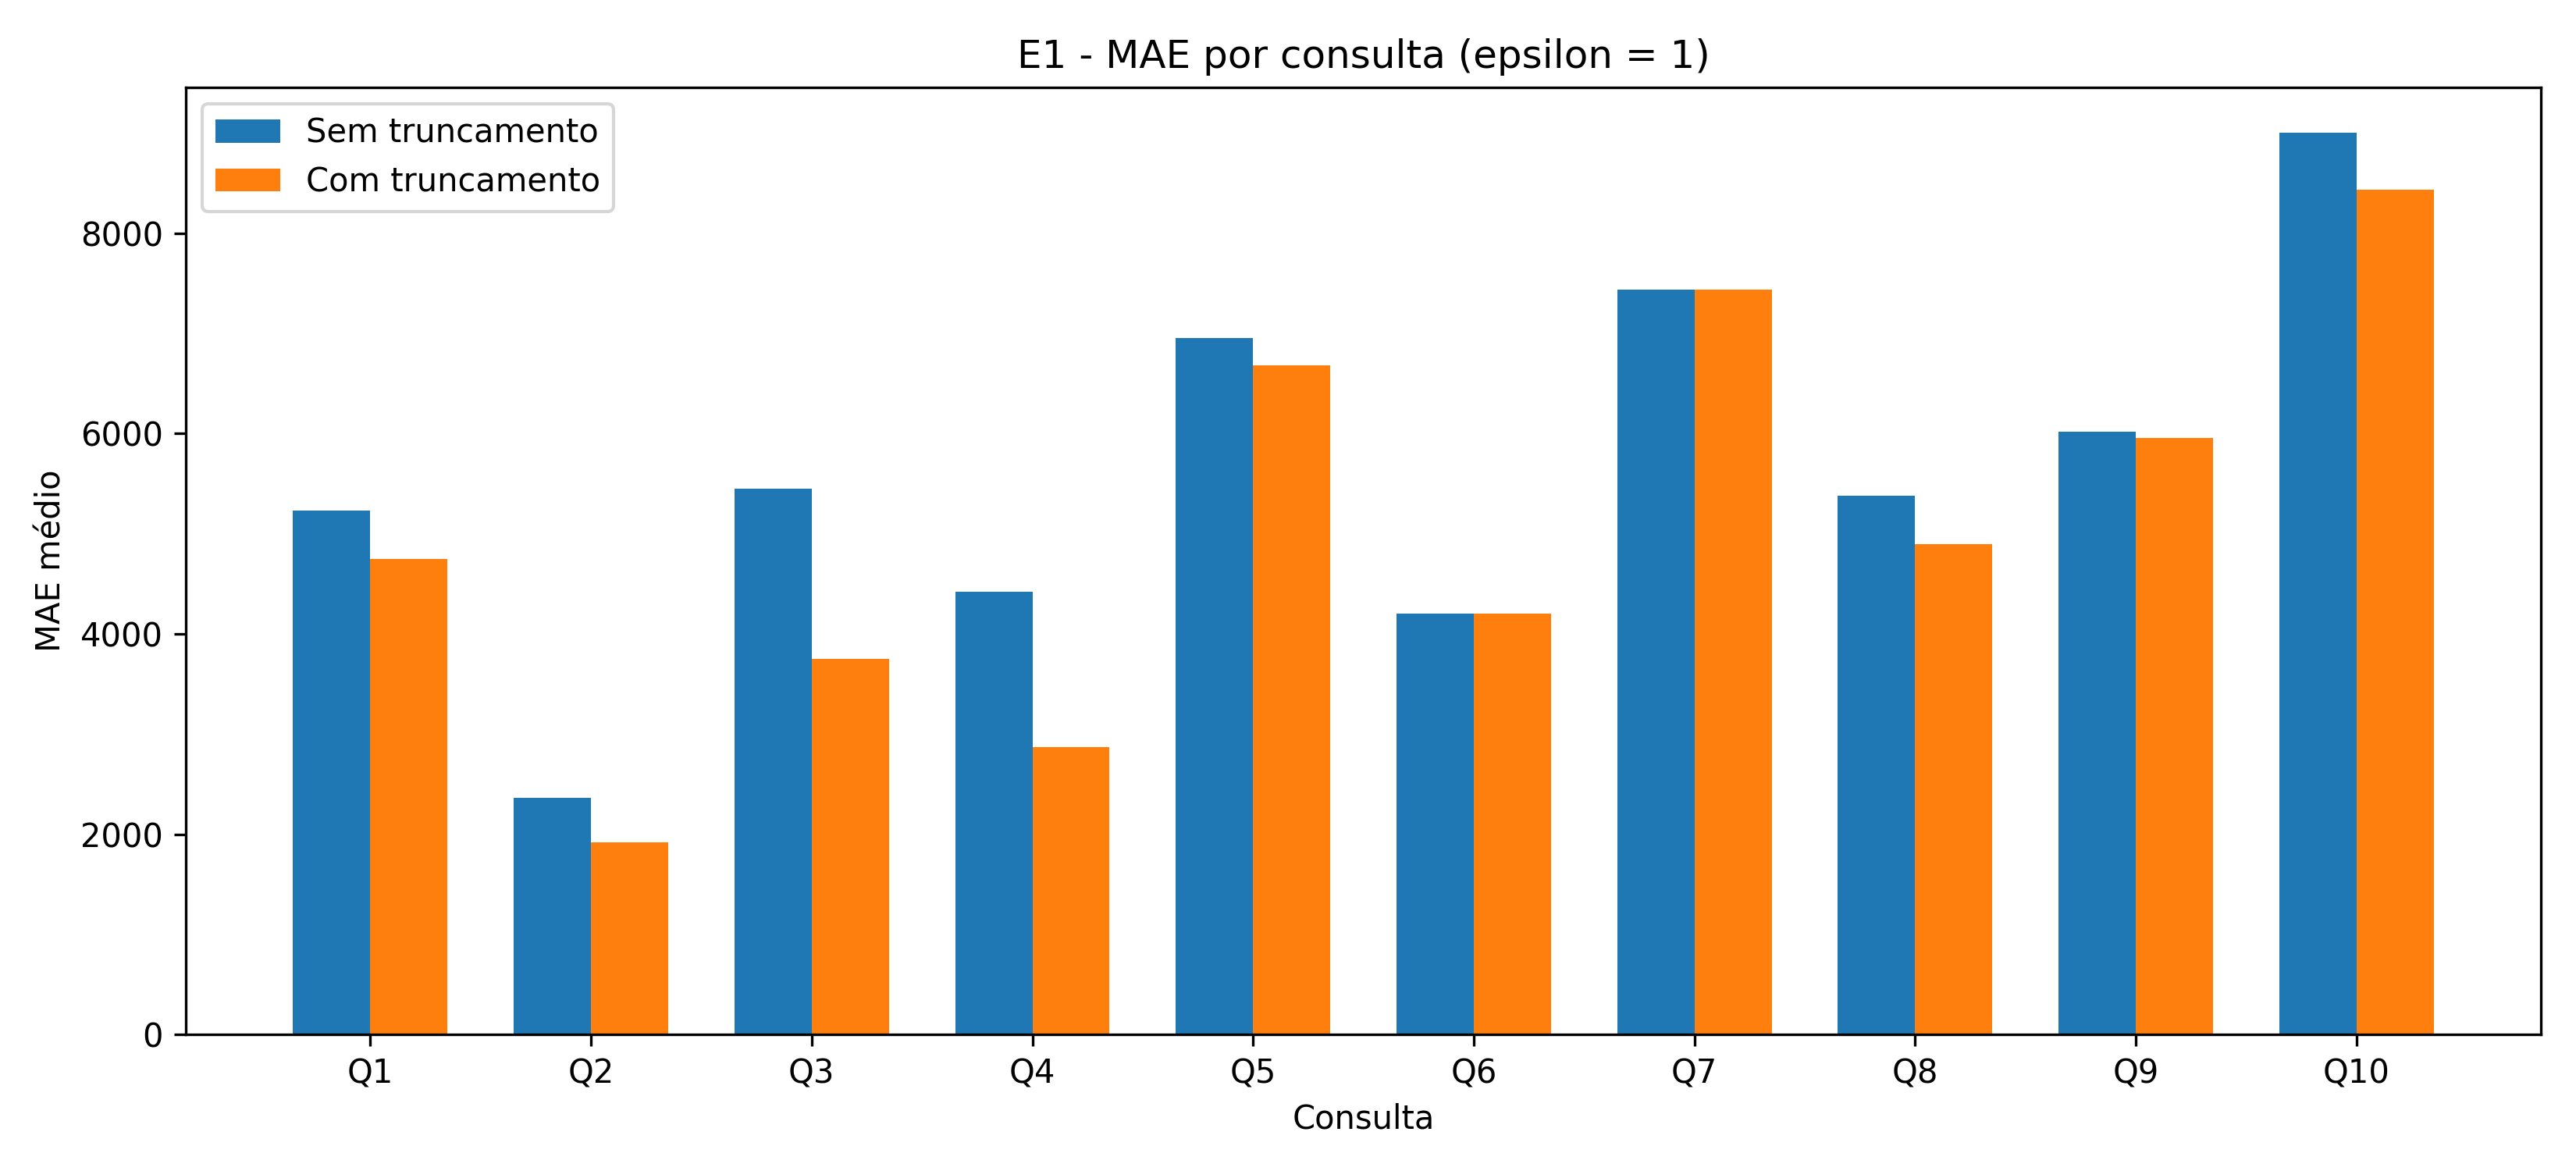 E1 - MAE por consulta (epsilon = 1)
Sem truncamento
Com truncamento
MAE médio
8000
6000
4000
2000
0
Q1 Q2 Q3 Q4 Q5 Q6 Q7 Q8 Q9 Q10
Consulta